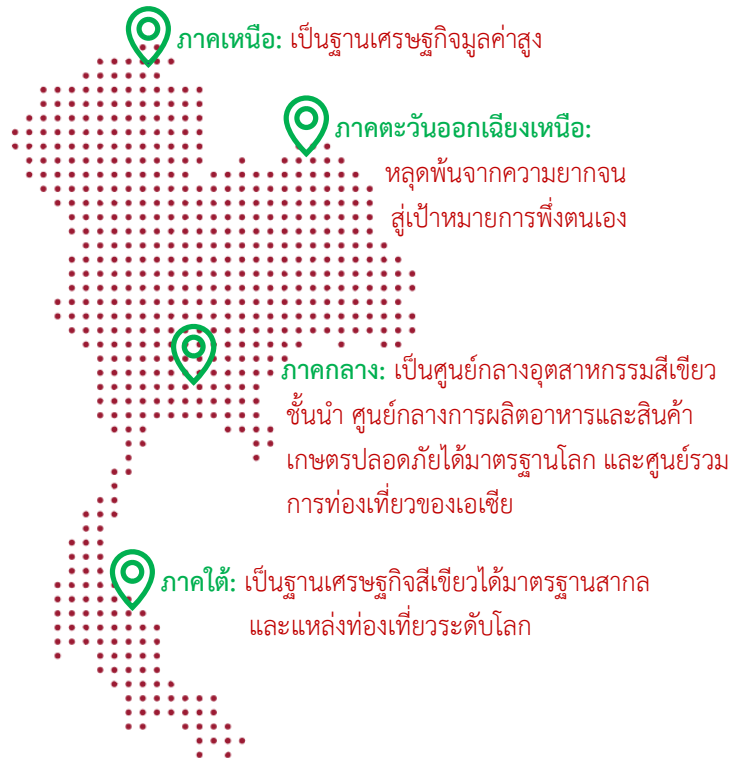 ภาคเหนือ: เป็นฐานเศรษฐกิจมูลค่าสูง
ภาคตะวันออกเฉียงเหนือ:
หลุดพ้นจากความยากจน
สู่เป้าหมายการพึ่งตนเอง
ภาคกลาง: เป็นศูนย์กลางอุตสาหกรรมสีเขียว
ชั้นนำ ศูนย์กลางการผลิตอาหารและสินค้า
เกษตรปลอดภัยได้มาตรฐานโลก และศูนย์รวม
การท่องเที่ยวของเอเชีย
ภาคใต้: เป็นฐานเศรษฐกิจสีเขียวได้มาตรฐานสากล
และแหล่งท่องเที่ยวระดับโลก